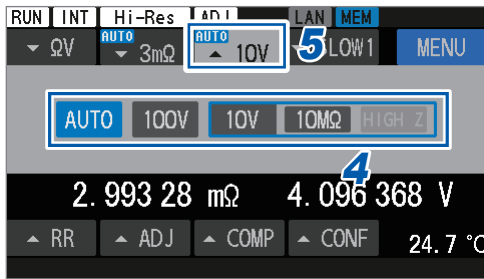 RUN INT Hi-Res ADJ LAN MEM
ΩV AUTO 3mΩ AUTO 10V 5 LOW1 MENU
AUTO 100V 10V 10MΩ HIGH Z
4
2.993 28 mΩ 4.096 368 V
RR ADJ COMP CONF 24.7 °C